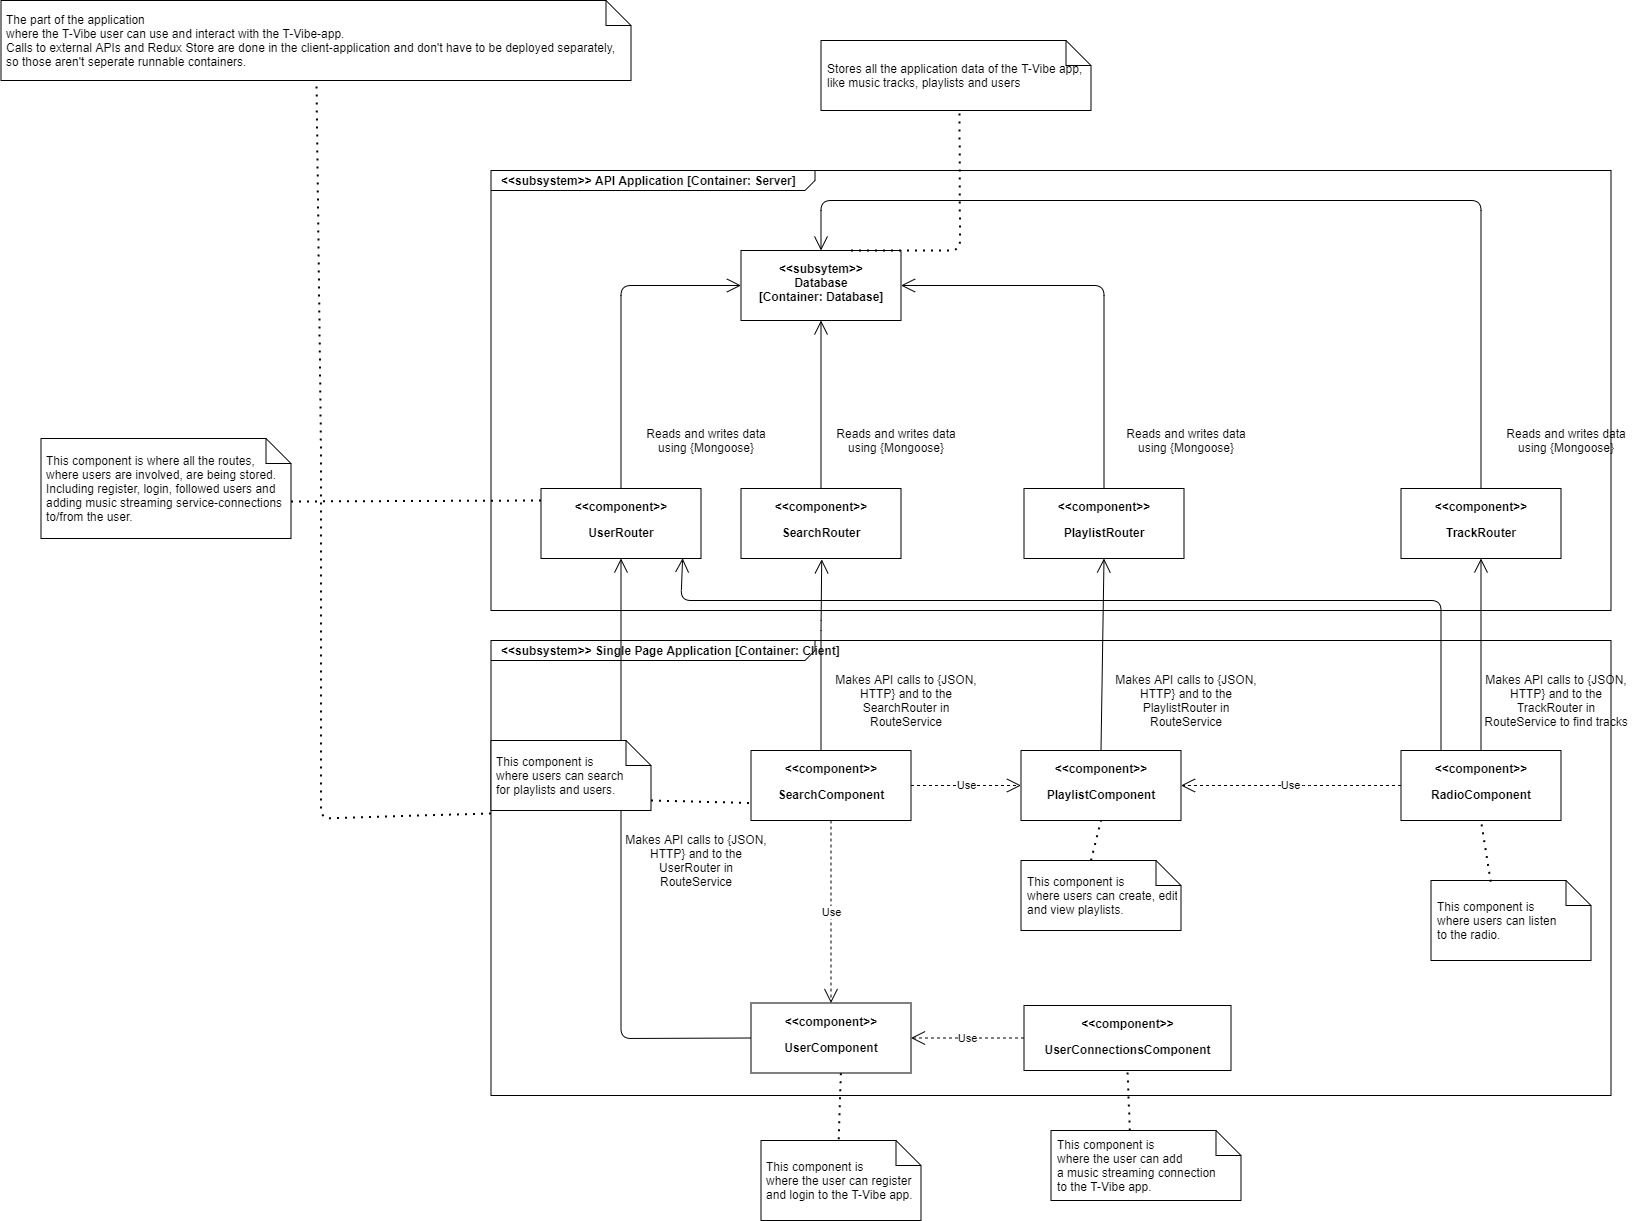 The part of the application
where the T-Vibe user can use and interact with the T-Vibe-app.
Calls to external APIs and Redux Store are done in the client-application and don't have to be deployed separately,
so those aren't seperate runnable containers.
Stores all the application data of the T-Vibe app,
like music tracks, playlists and users
<<subsystem>> API Application [Container: Server]
<<subsytem>>
Database
[Container: Database]
Reads and writes data
using {Mongoose}
Reads and writes data
using {Mongoose}
Reads and writes data
using {Mongoose}
Reads and writes data
using {Mongoose}
This component is where all the routes,
where users are involved, are being stored.
Including register, login, followed users and
adding music streaming service-connections
to/from the user.
<<component>>
UserRouter
<<component>>
SearchRouter
<<component>>
PlaylistRouter
<<component>>
TrackRouter
<<subsystem>> Single Page Application [Container: Client]
Makes API calls to {JSON,
HTTP} and to the
SearchRouter in
RouteService
Makes API calls to {JSON,
HTTP} and to the
PlaylistRouter in
RouteService
Makes API calls to {JSON,
HTTP} and to the
TrackRouter in
RouteService to find tracks
This component is
where users can search
for playlists and users.
<<component>>
SearchComponent
Use
<<component>>
PlaylistComponent
Use
<<component>>
RadioComponent
Makes API calls to {JSON,
HTTP} and to the
UserRouter in
RouteService
Use
This component is
where users can create, edit
and view playlists.
This component is
where users can listen
to the radio.
<<component>>
UserComponent
Use
<<component>>
UserConnectionsComponent
This component is
where the user can register
and login to the T-Vibe app.
This component is
where the user can add
a music streaming connection
to the T-Vibe app.